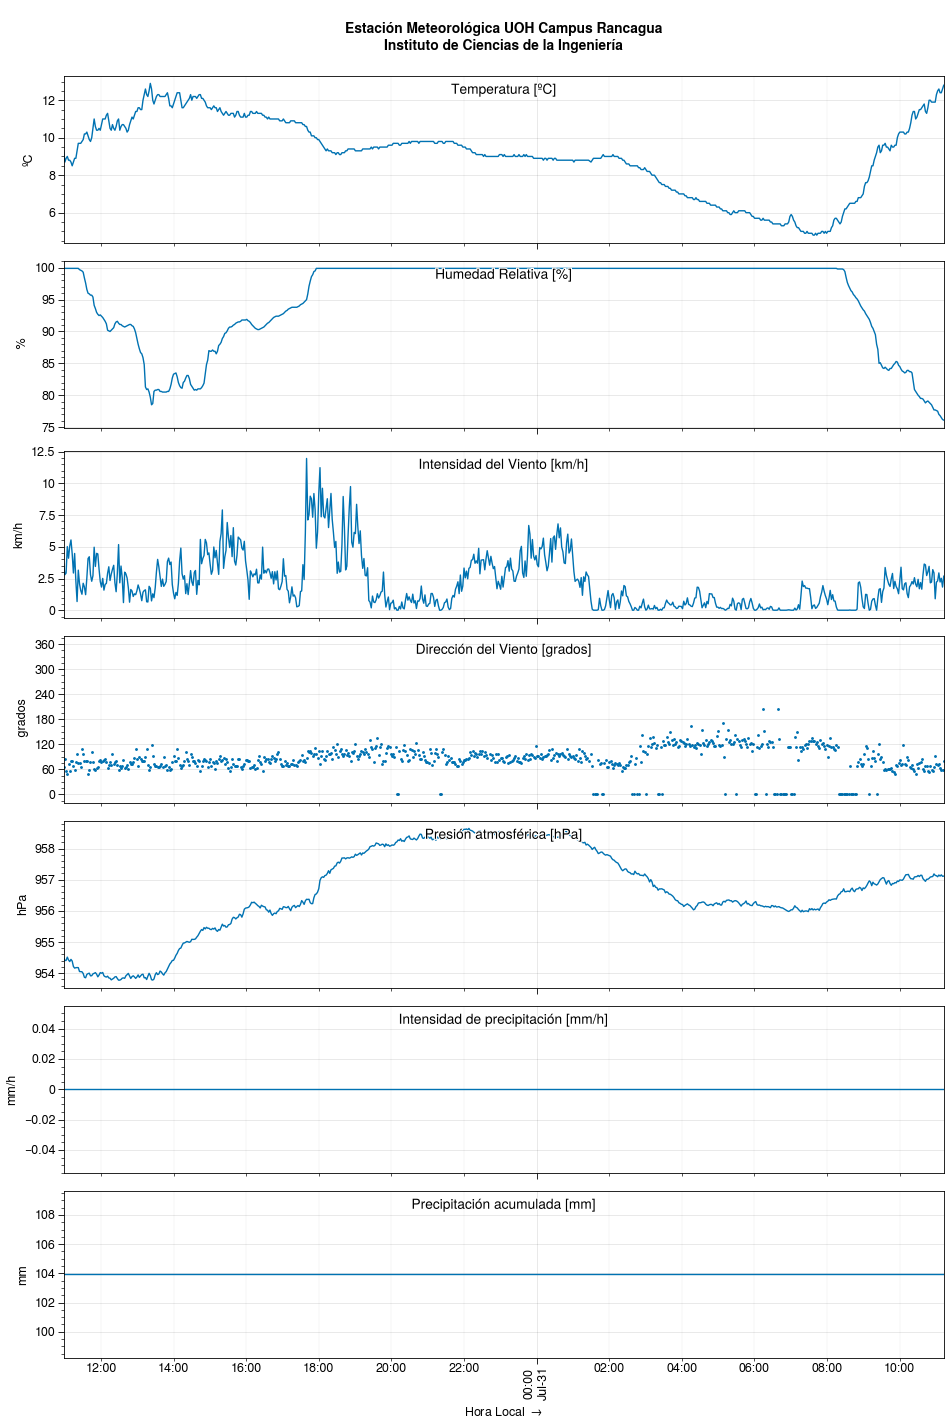 Estación Meteorológica UOH Campus Rancagua
Instituto de Ciencias de la Ingeniería
Temperatura [ºC]
12
10
8
6
ºC
Humedad Relativa [%]
100
95
90
85
80
75
%
Intensidad del Viento [km/h]
12.5
10
7.5
5
2.5
0
km/h
Dirección del Viento [grados]
360
300
240
180
120
60
0
grados
Presión atmosférica [hPa]
958
957
956
955
954
hPa
Intensidad de precipitación [mm/h]
0.04
0.02
0
−0.02
−0.04
mm/h
Precipitación acumulada [mm]
108
106
104
102
100
mm
12:00 14:00 16:00 18:00 20:00 22:00 00:00 02:00 04:00 06:00 08:00 10:00
Jul-31
Hora Local →